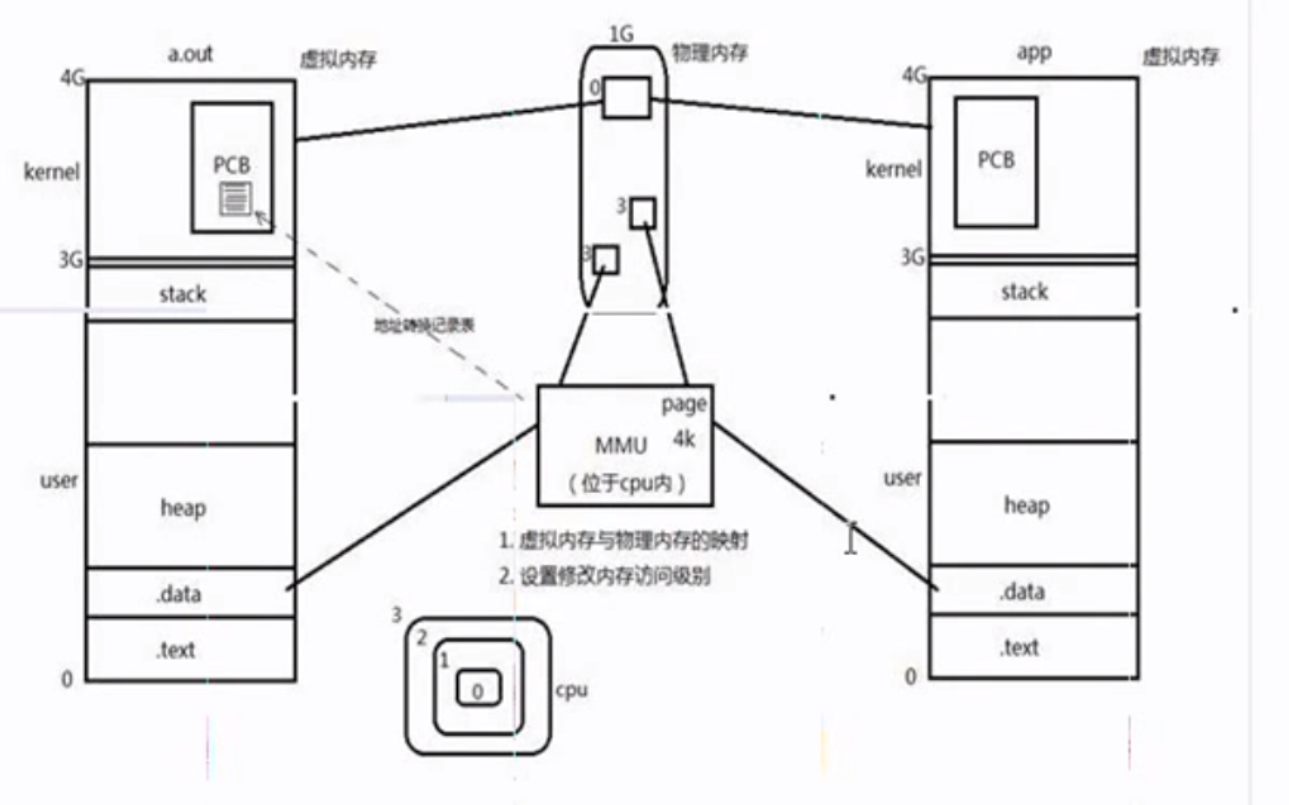 1G
a.out
虚拟内存
物理内存
app
虚拟内存
4G
0
4G
PCB
PCB
kernel
kernel
3
3
3G
3G
stack
stack
地址转换记录表
page
MMU
4k
(位于cpu内)
user
user
heap
heap
1. 虚拟内存与物理内存的映射
2. 设置修改内存访问级别
.data
.data
3
2
1
0
cpu
.text
.text
0
0